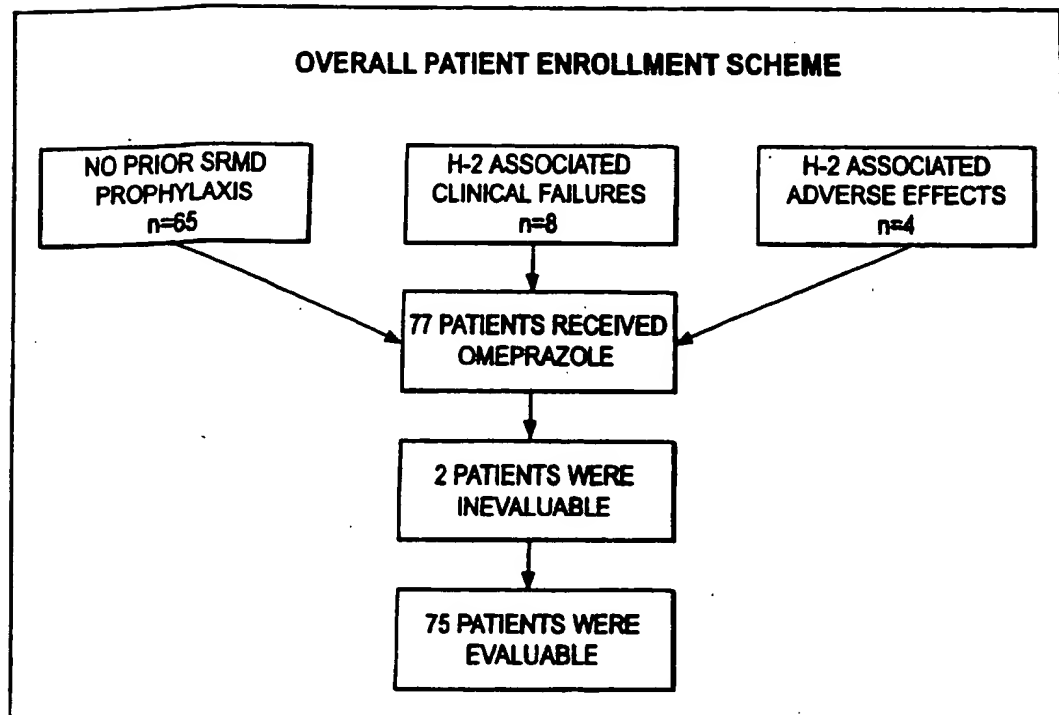 OVERALL PATIENT ENROLLMENT SCHEME
NO PRIOR SRMD
PROPHYLAXIS
n=65
H-2 ASSOCIATED
CLINICAL FAILURES
n=8
H-2 ASSOCIATED
ADVERSE EFFECTS
n=4
77 PATIENTS RECEIVED
OMEPRAZOLE
2 PATIENTS WERE
INEVALUABLE
75 PATIENTS WERE
EVALUABLE